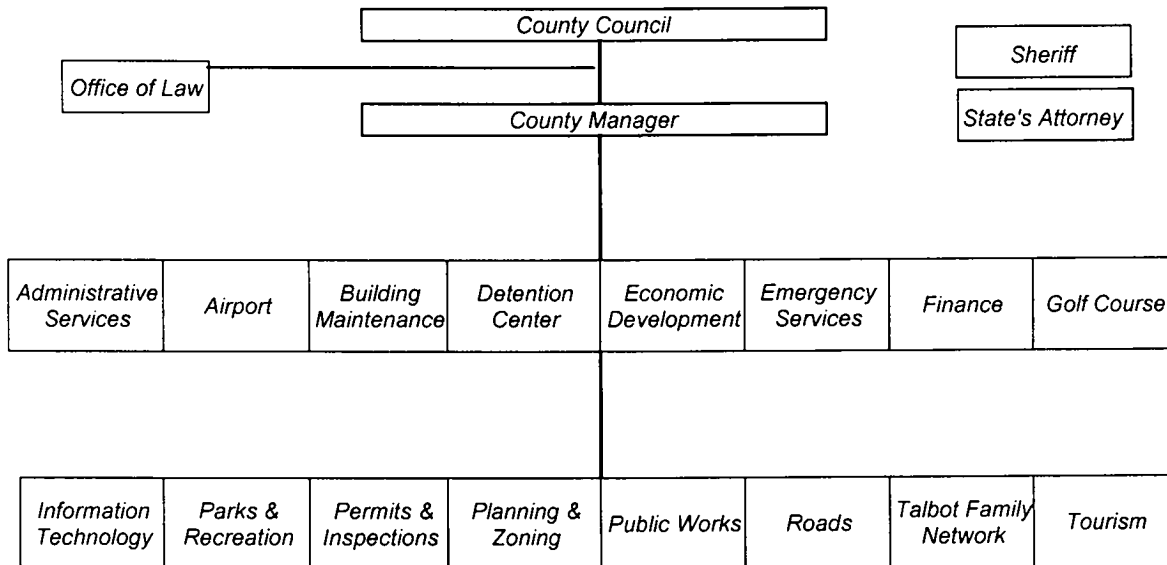 County Council
Office of Law
County Manager
Sheriff
State's Attorney
Administrative
Services
Airport
Building
Maintenance
Detention
Center
Economic
Development
Emergency
Services
Finance
Golf Course
Information
Technology
Parks &
Recreation
Permits &
Inspections
Planning &
Zoning
Public Works
Roads
Talbot Family
Network
Tourism